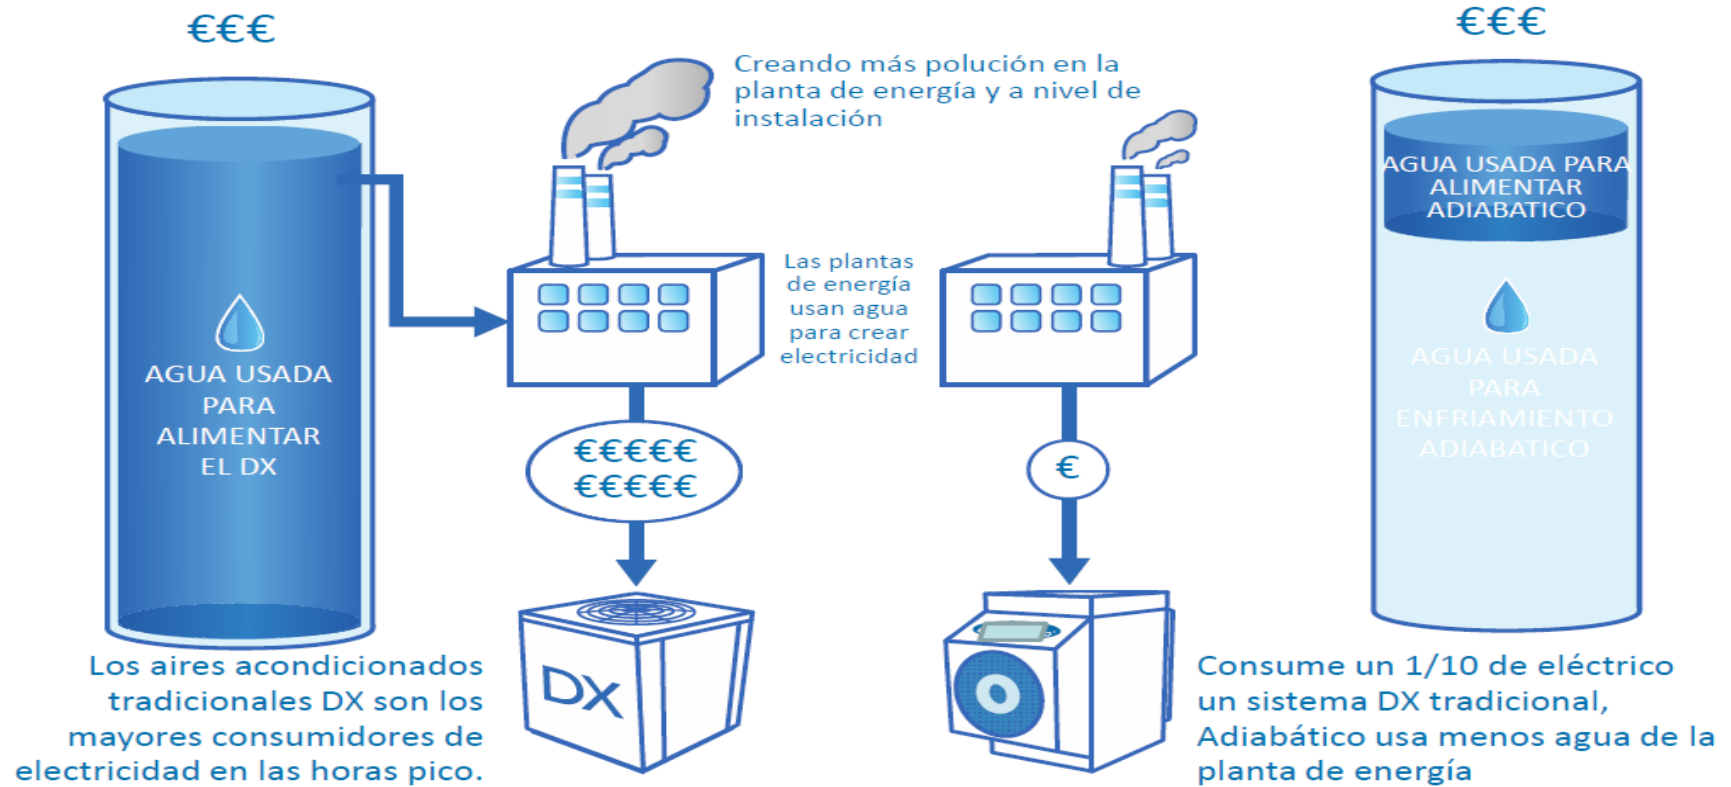 €€€
AGUA USADA
PARA
ALIMENTAR
EL DX
Los aires acondicionados
tradicionales DX son los
mayores consumidores de
electricidad en las horas pico.
Creando más polución en la
planta de energía y a nivel de
instalación
Las plantas
de energía
usan agua
para crear
electricidad
€€€€€
€€€€€
DX
€
€€€
AGUA USADA PARA
ALIMENTAR
ADIABATICO
AGUA USADA
PARA
ENFRIAMIENTO
ADIABATICO
Consume un 1/10 de eléctrico
un sistema DX tradicional,
Adiabático usa menos agua de la
planta de energía